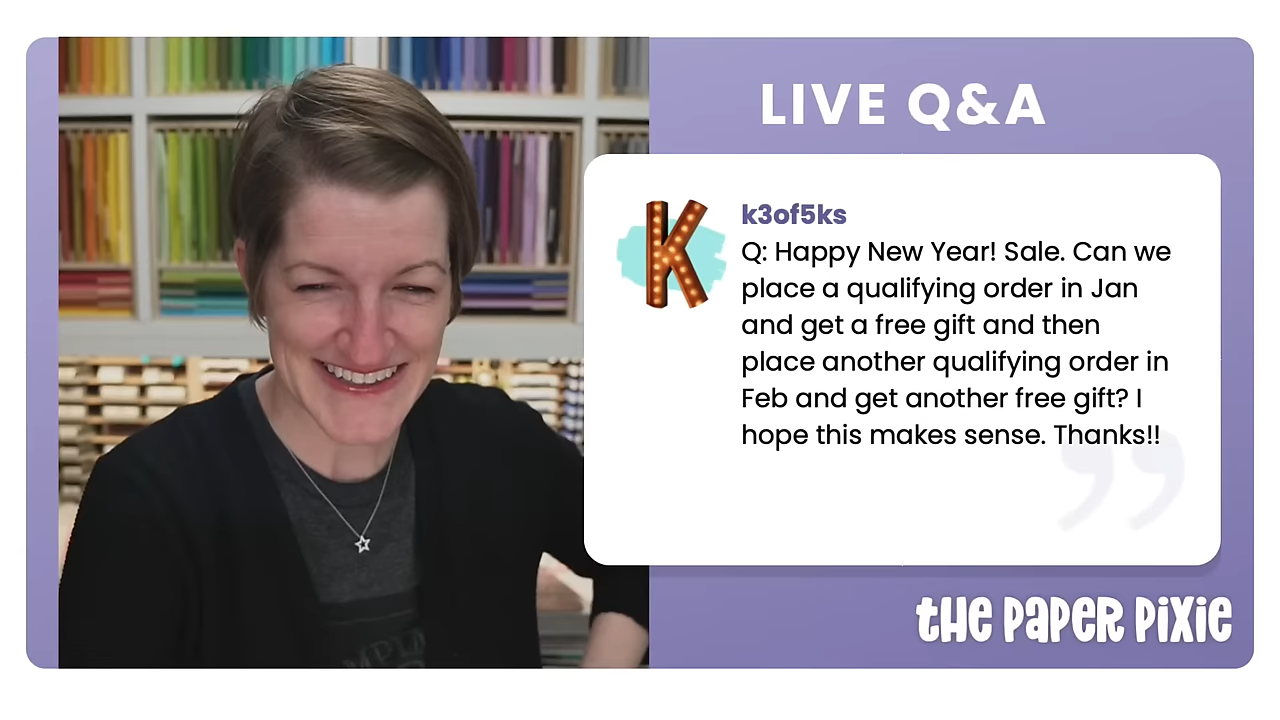 LIVE Q&A
k3of5ks
Q: Happy New Year! Sale. Can we
place a qualifying order in Jan
and get a free gift and then
place another qualifying order in
Feb and get another free gift? I
hope this makes sense. Thanks!!
the PAPER PIXIE